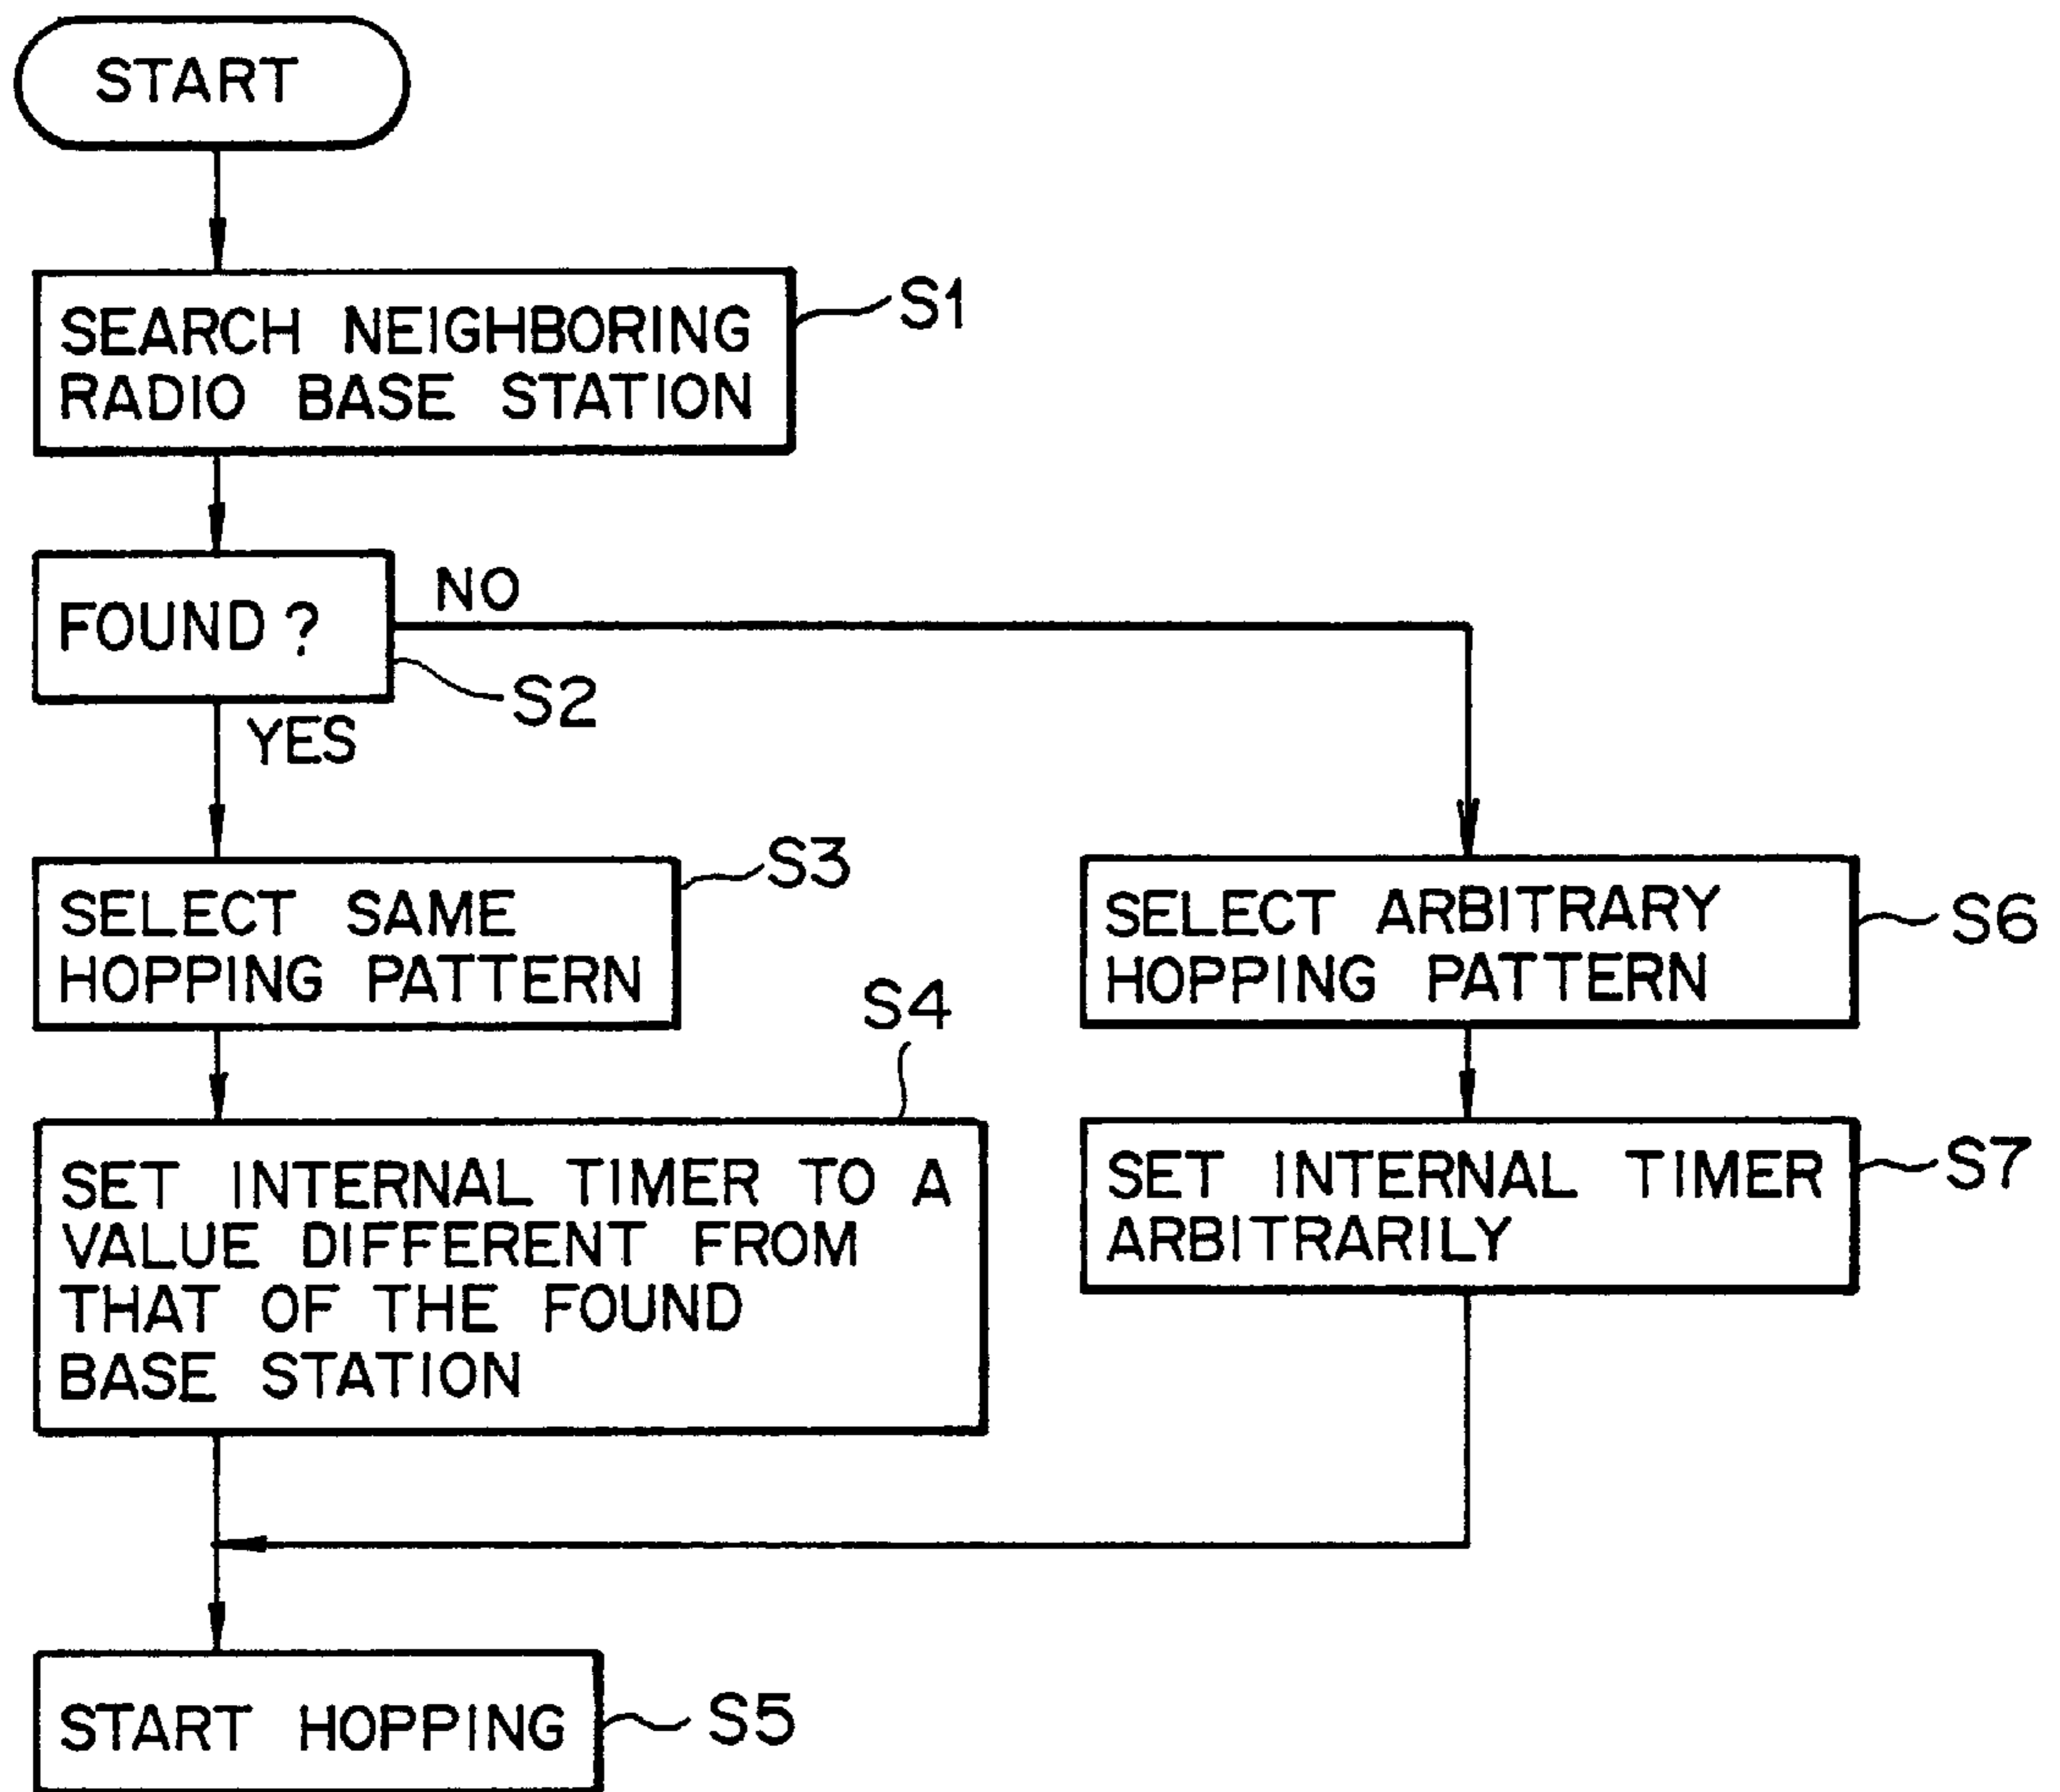 START
SEARCH NEIGHBORING
RADIO BASE STATION
S1
FOUND ?
NO
S2
YES
SELECT SAME
HOPPING PATTERN
S3
SET INTERNAL TIMER TO A
VALUE DIFFERENT FROM
THAT OF THE FOUND
BASE STATION
S4
SELECT ARBITRARY
HOPPING PATTERN
S6
SET INTERNAL TIMER
ARBITRARILY
S7
START HOPPING
S5